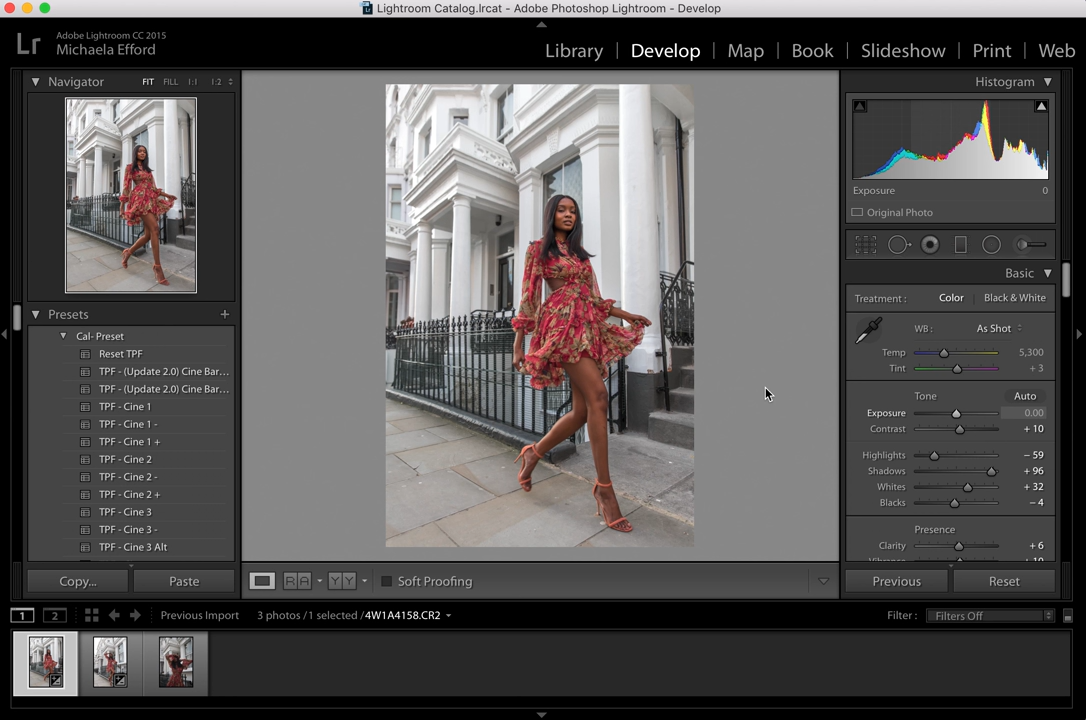 Lightroom Catalog.lrcat - Adobe Photoshop Lightroom - Develop
Lr
Adobe Lightroom CC 2015
Michaela Efford
Library | Develop | Map | Book | Slideshow | Print | Web
Navigator FIT FILL 1:1 1:2
Histogram
Exposure 0
Original Photo
Basic
Treatment : Color Black & White
WB : As Shot
Temp 5,300
Tint + 3
Tone Auto
Exposure 0.00
Contrast + 10
Highlights − 59
Shadows + 96
Whites + 32
Blacks − 4
Presence
Clarity + 6
Vibrance + 10
Presets +
Cal- Preset
Reset TPF
TPF - (Update 2.0) Cine Bar...
TPF - (Update 2.0) Cine Bar...
TPF - Cine 1
TPF - Cine 1 -
TPF - Cine 1 +
TPF - Cine 2
TPF - Cine 2 -
TPF - Cine 2 +
TPF - Cine 3
TPF - Cine 3 -
TPF - Cine 3 Alt
Copy... Paste
RA YY Soft Proofing
Previous Reset
1 2 Previous Import 3 photos / 1 selected / 4W1A4158.CR2
Filter : Filters Off